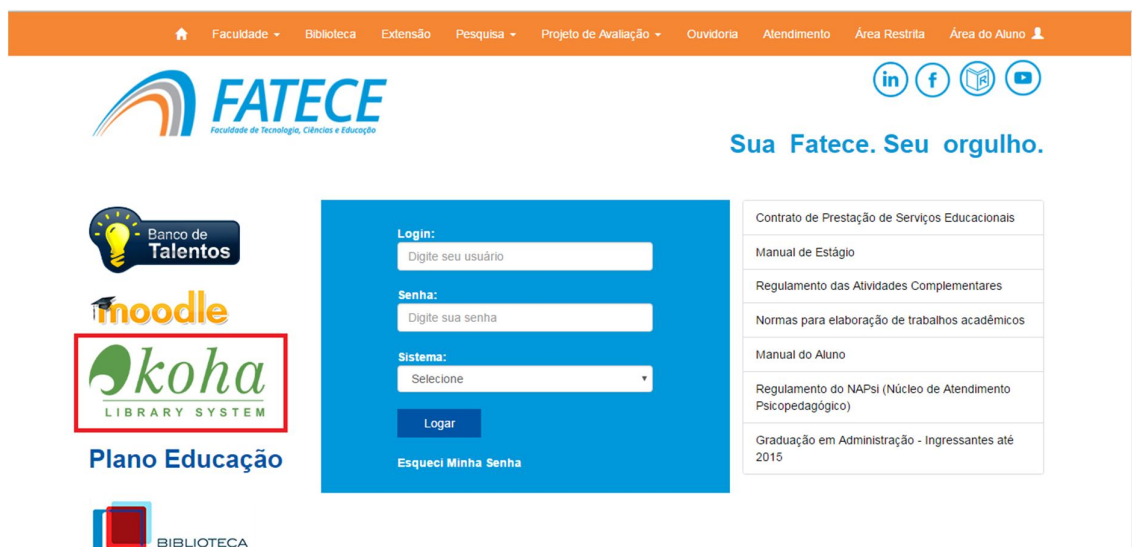 Faculdade Biblioteca Extensão Pesquisa Projeto de Avaliação Ouvidoria Atendimento Área Restrita Área do Aluno
FATECE
Faculdade de Tecnologia, Ciências e Educação
in f R
Sua Fatece. Seu orgulho.
Banco de
Talentos
moodle
koha
LIBRARY SYSTEM
Plano Educação
BIBLIOTECA
Login:
Digite seu usuário
Senha:
Digite sua senha
Sistema:
Selecione
Logar
Esqueci Minha Senha
Contrato de Prestação de Serviços Educacionais
Manual de Estágio
Regulamento das Atividades Complementares
Normas para elaboração de trabalhos acadêmicos
Manual do Aluno
Regulamento do NAPsi (Núcleo de Atendimento
Psicopedagógico)
Graduação em Administração - Ingressantes até
2015